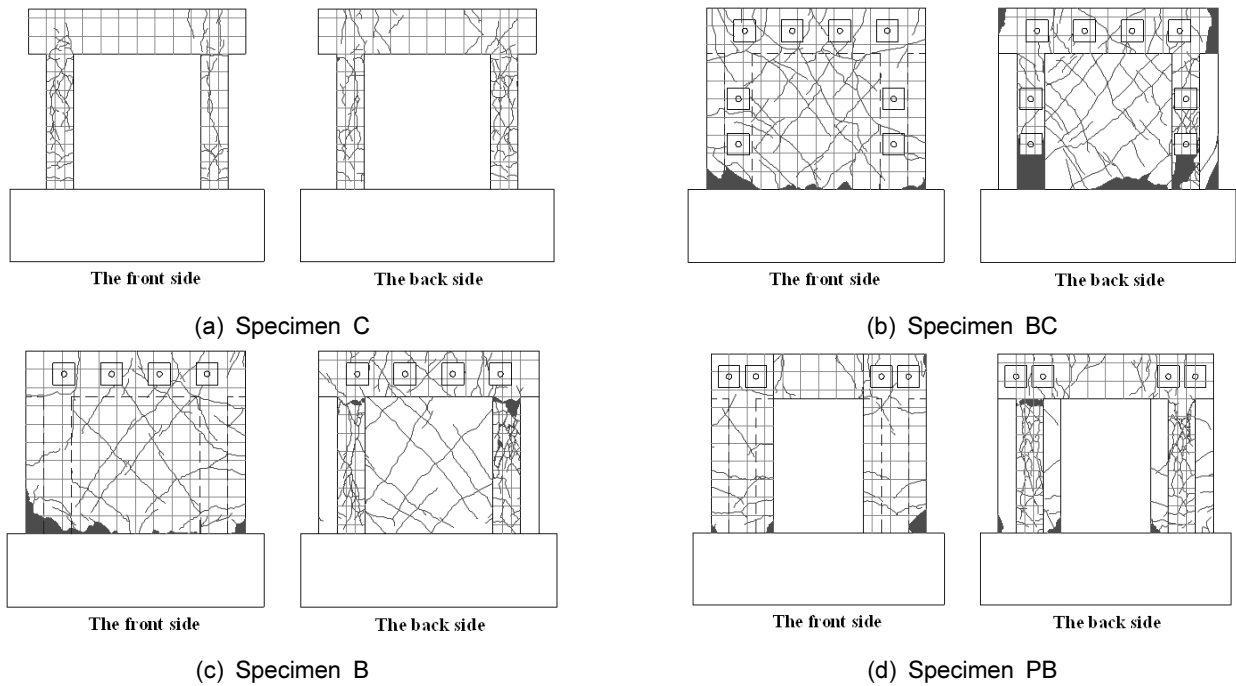 The front side
The back side
(a) Specimen C
The front side
The back side
(b) Specimen BC
The front side
The back side
(c) Specimen B
The front side
The back side
(d) Specimen PB